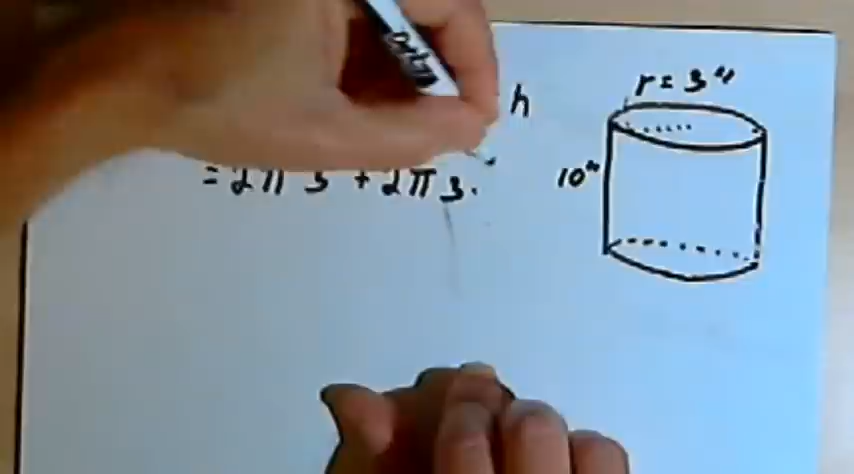 r = 3"
h
10"
= 2π 3 + 2π 3 ·